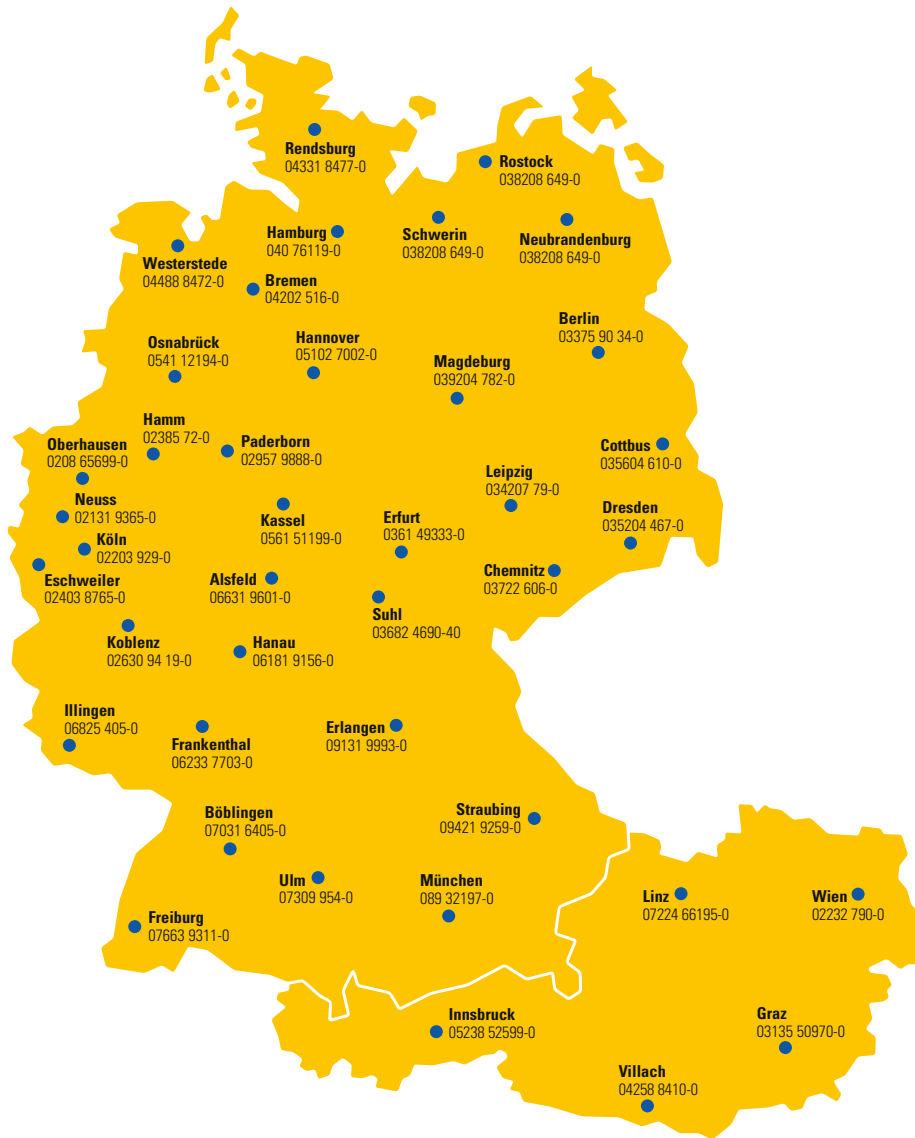 Rendsburg
04331 8477-0
Rostock
038208 649-0
Hamburg
040 76119-0
Schwerin
038208 649-0
Neubrandenburg
038208 649-0
Westerstede
04488 8472-0
Bremen
04202 516-0
Berlin
03375 90 34-0
Osnabrück
0541 12194-0
Hannover
05102 7002-0
Magdeburg
039204 782-0
Hamm
02385 72-0
Oberhausen
0208 65699-0
Paderborn
02957 9888-0
Cottbus
035604 610-0
Leipzig
034207 79-0
Neuss
02131 9365-0
Kassel
0561 51199-0
Erfurt
0361 49333-0
Dresden
035204 467-0
Köln
02203 929-0
Eschweiler
02403 8765-0
Alsfeld
06631 9601-0
Chemnitz
03722 606-0
Suhl
03682 4690-40
Koblenz
02630 94 19-0
Hanau
06181 9156-0
Illingen
06825 405-0
Frankenthal
06233 7703-0
Erlangen
09131 9993-0
Böblingen
07031 6405-0
Straubing
09421 9259-0
Ulm
07309 954-0
München
089 32197-0
Linz
07224 66195-0
Wien
02232 790-0
Freiburg
07663 9311-0
Innsbruck
05238 52599-0
Graz
03135 50970-0
Villach
04258 8410-0